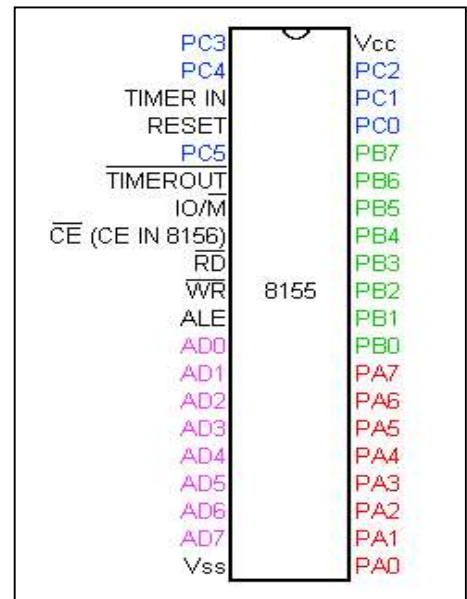 PC3 Vcc
PC4 PC2
TIMER IN PC1
RESET PC0
PC5 PB7
TIMEROUT PB6
IO/M PB5
CE (CE IN 8156) PB4
RD PB3
WR 8155 PB2
ALE PB1
AD0 PB0
AD1 PA7
AD2 PA6
AD3 PA5
AD4 PA4
AD5 PA3
AD6 PA2
AD7 PA1
Vss PA0